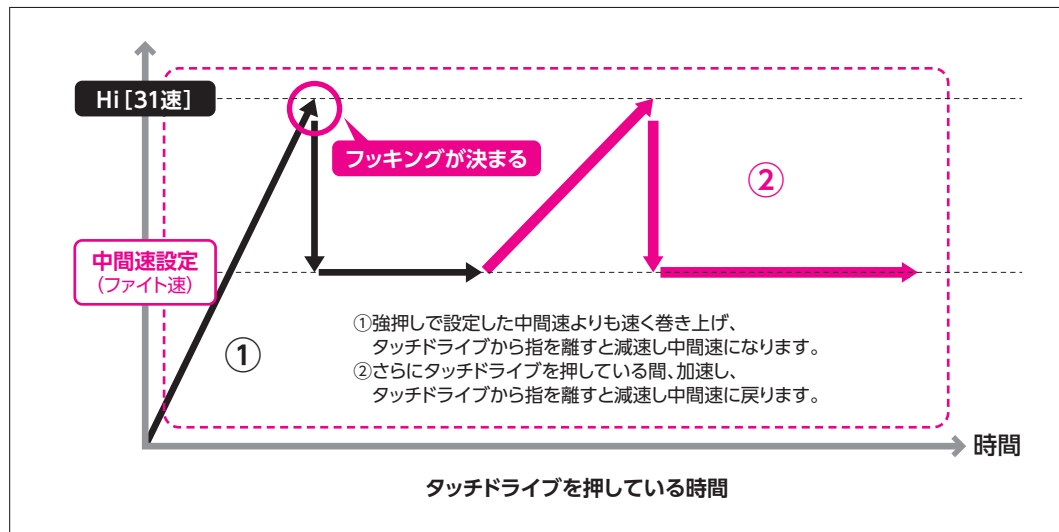 Hi［31速］
フッキングが決まる
②
中間速設定
（ファイト速）
①
①強押しで設定した中間速よりも速く巻き上げ、
タッチドライブから指を離すと減速し中間速になります。
②さらにタッチドライブを押している間、加速し、
タッチドライブから指を離すと減速し中間速に戻ります。
時間
タッチドライブを押している時間